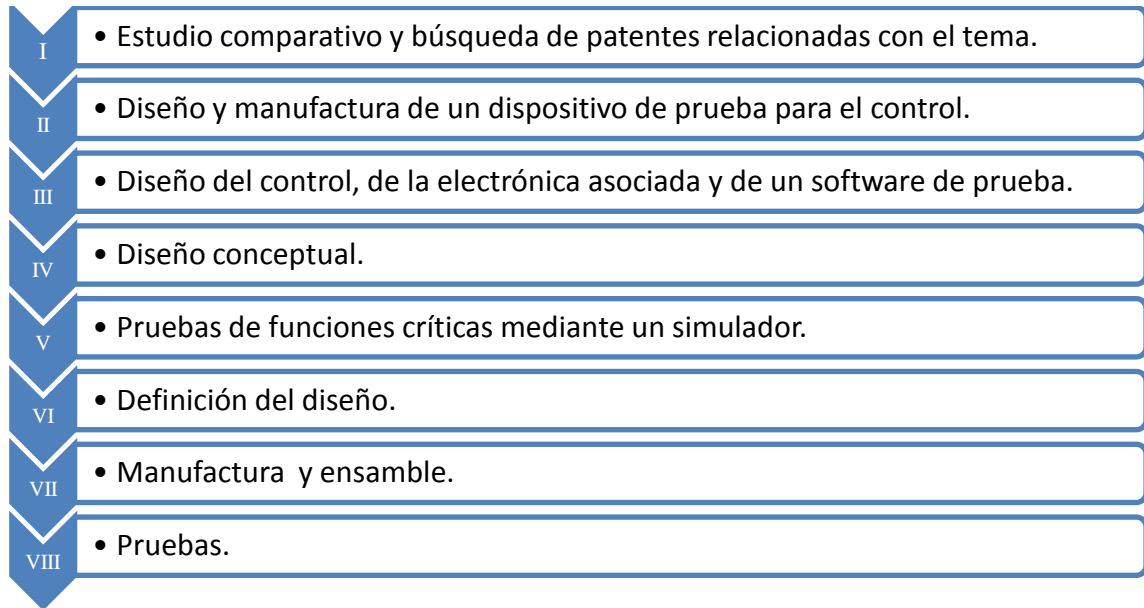 I
• Estudio comparativo y búsqueda de patentes relacionadas con el tema.
II
• Diseño y manufactura de un dispositivo de prueba para el control.
III
• Diseño del control, de la electrónica asociada y de un software de prueba.
IV
• Diseño conceptual.
V
• Pruebas de funciones críticas mediante un simulador.
VI
• Definición del diseño.
VII
• Manufactura y ensamble.
VIII
• Pruebas.